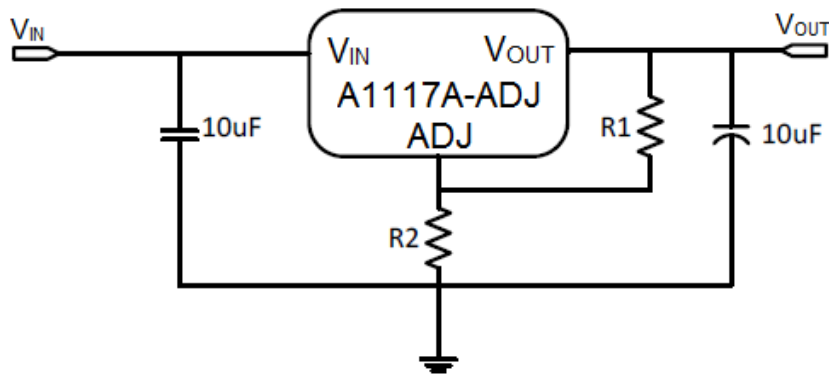 VIN
VOUT
VIN
VOUT
A1117A-ADJ
ADJ
10uF
R1
10uF
R2